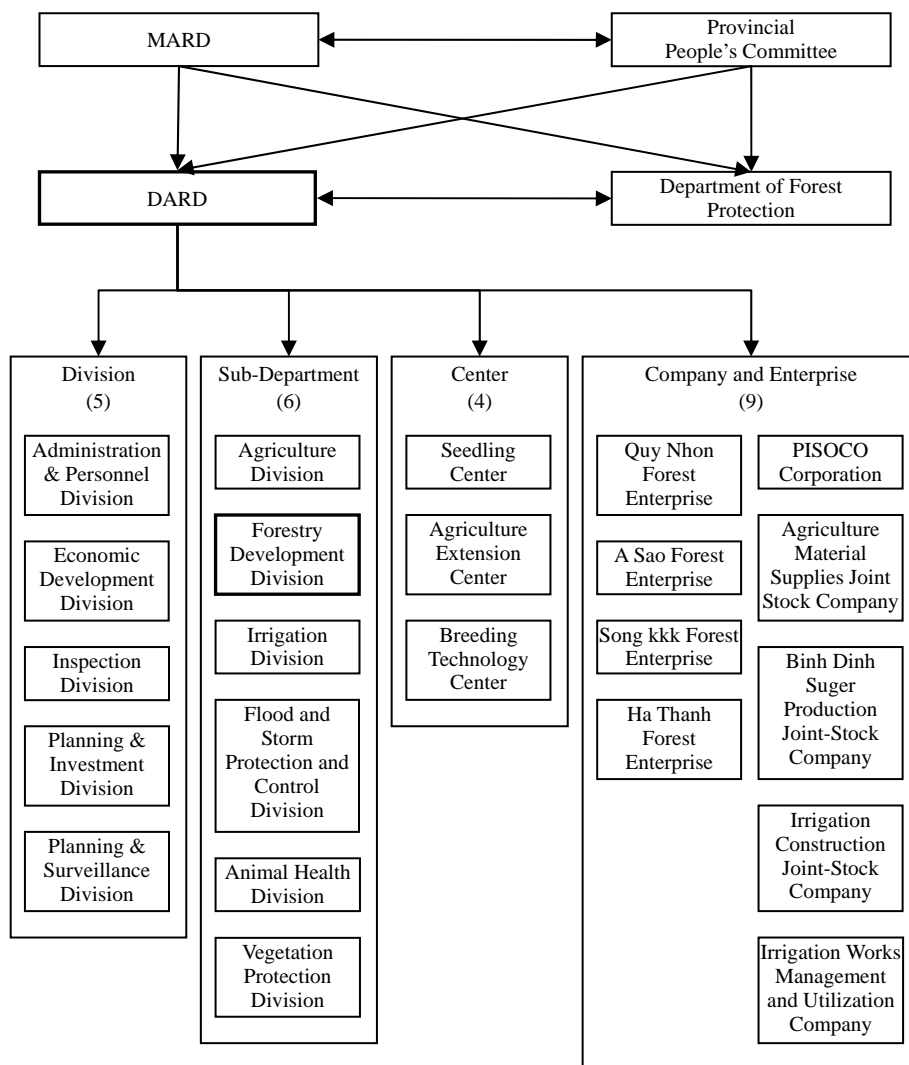 MARD
Provincial
People’s Committee
DARD
Department of Forest
Protection
Division
(5)
Administration
& Personnel
Division
Economic
Development
Division
Inspection
Division
Planning &
Investment
Division
Planning &
Surveillance
Division
Sub-Department
(6)
Agriculture
Division
Forestry
Development
Division
Irrigation
Division
Flood and
Storm
Protection and
Control
Division
Animal Health
Division
Vegetation
Protection
Division
Center
(4)
Seedling
Center
Agriculture
Extension
Center
Breeding
Technology
Center
Company and Enterprise
(9)
Quy Nhon
Forest
Enterprise
A Sao Forest
Enterprise
Song kkk Forest
Enterprise
Ha Thanh
Forest
Enterprise
PISOCO
Corporation
Agriculture
Material
Supplies Joint
Stock Company
Binh Dinh
Suger
Production
Joint-Stock
Company
Irrigation
Construction
Joint-Stock
Company
Irrigation Works
Management
and Utilization
Company